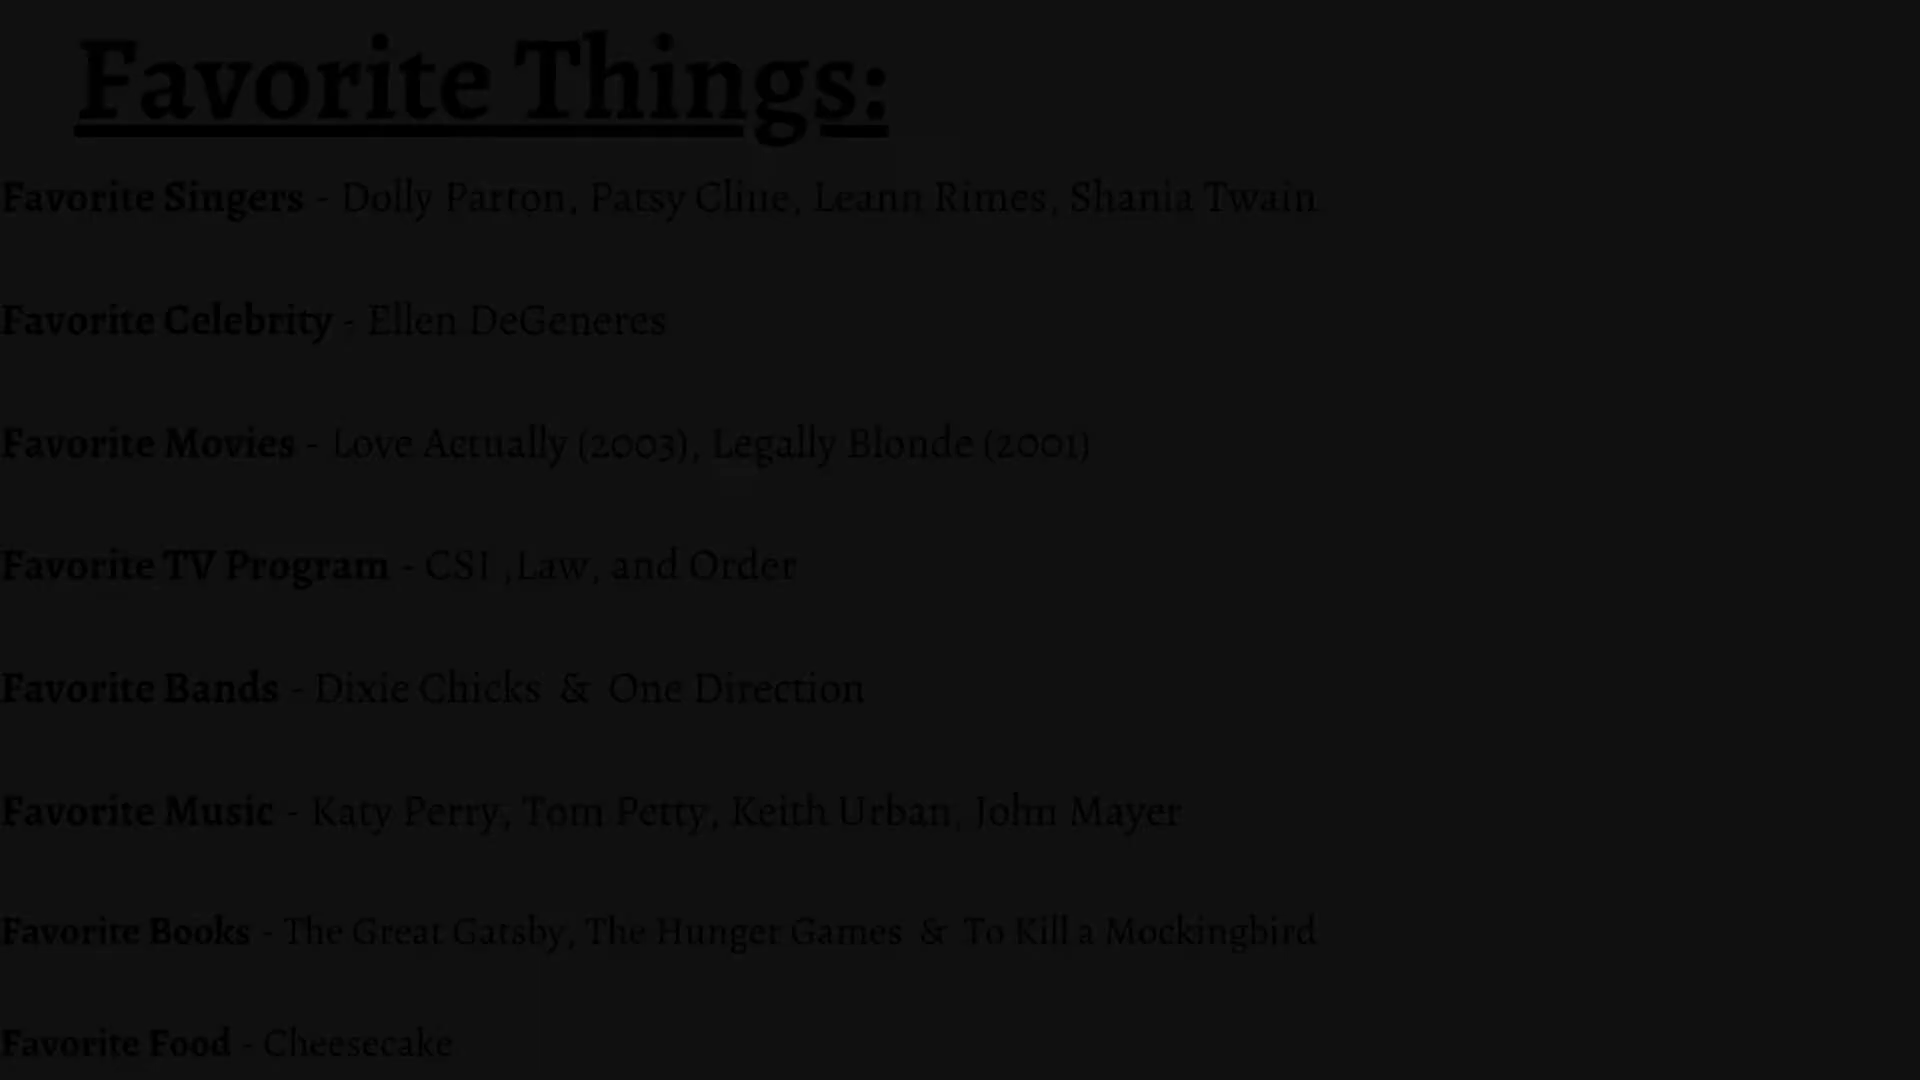 Favorite Things:
Favorite Singers - Dolly Parton, Patsy Cline, Leann Rimes, Shania Twain
Favorite Celebrity - Ellen DeGeneres
Favorite Movies - Love Actually (2003), Legally Blonde (2001)
Favorite TV Program - CSI ,Law, and Order
Favorite Bands - Dixie Chicks & One Direction
Favorite Music - Katy Perry, Tom Petty, Keith Urban, John Mayer
Favorite Books - The Great Gatsby, The Hunger Games & To Kill a Mockingbird
Favorite Food - Cheesecake